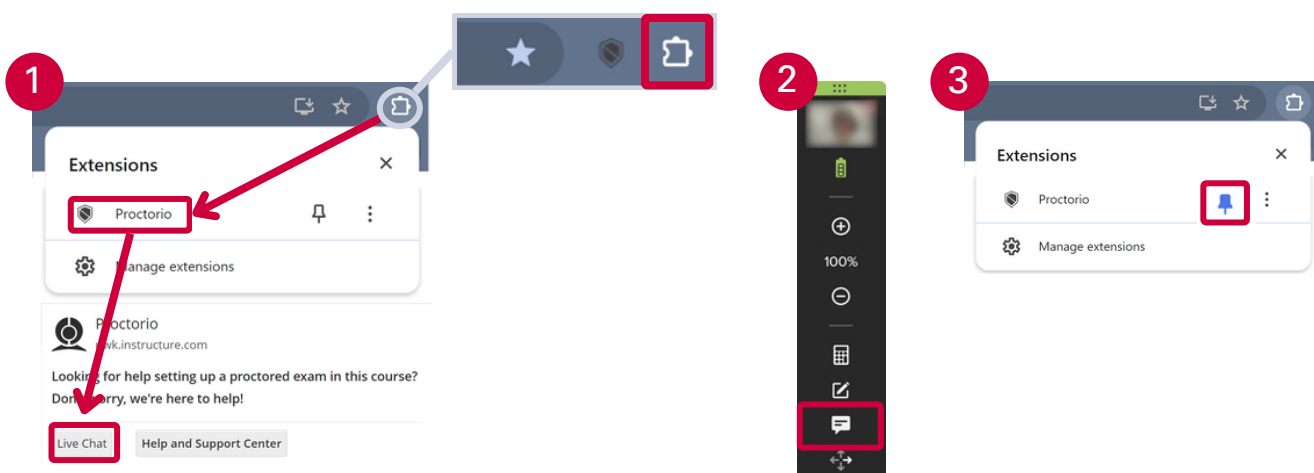 1
Extensions
Proctorio
Manage extensions
Proctorio
Looking for help setting up a proctored exam in this course?
Don't worry, we're here to help!
Live Chat
Help and Support Center
2
100%
3
Extensions
Proctorio
Manage extensions